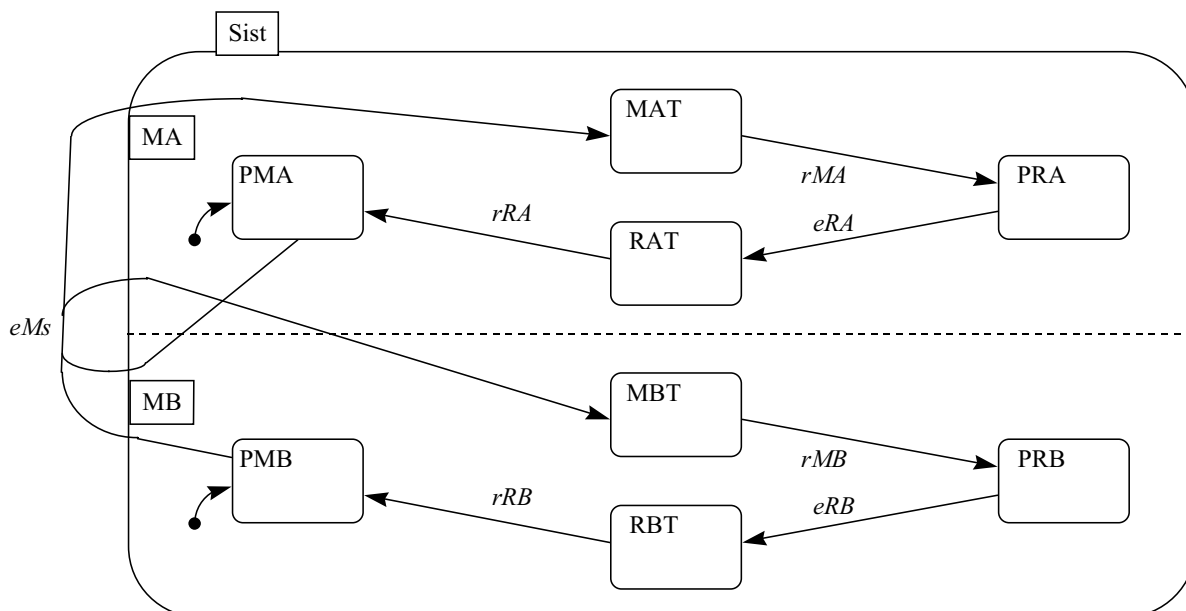 Sist
MAT
MA
PMA
rMA
PRA
rRA
RAT
eRA
eMs
MBT
MB
PMB
rMB
PRB
rRB
RBT
eRB